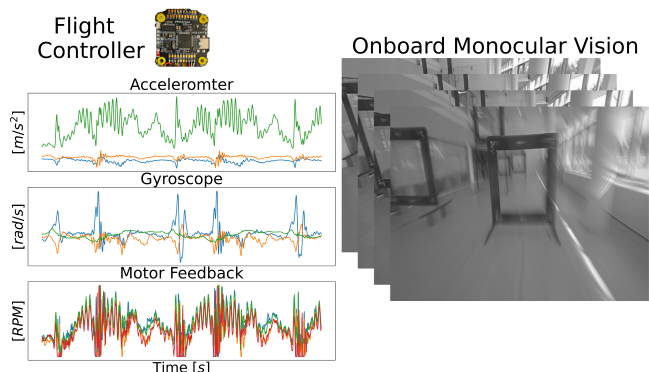 Flight
Controller
Acceleromter
[m/s²]
Gyroscope
[rad/s]
Motor Feedback
[RPM]
Time [s]
Onboard Monocular Vision